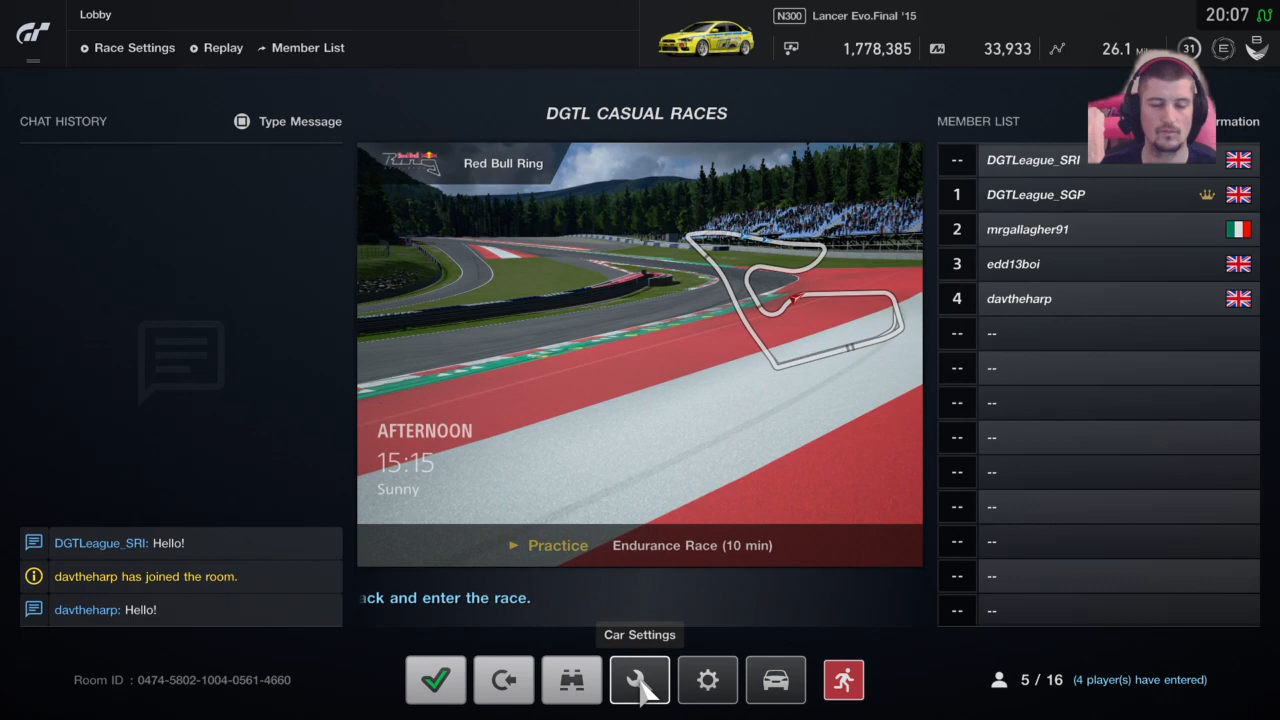 Lobby
Race Settings
Replay
Member List
N300
Lancer Evo.Final '15
20:07
1,778,385
33,933
26.1
31
E
B
CHAT HISTORY
Type Message
DGTL CASUAL RACES
MEMBER LIST
ormation
Red Bull Ring
-- DGTLeague_SRI
1 DGTLeague_SGP
2 mrgallagher91
3 edd13boi
4 davtheharp
-- --
-- --
-- --
-- --
-- --
-- --
-- --
-- --
-- --
AFTERNOON
15:15
Sunny
Practice Endurance Race (10 min)
DGTLeague_SRI: Hello!
davtheharp has joined the room.
davtheharp: Hello!
ack and enter the race.
Car Settings
Room ID : 0474-5802-1004-0561-4660
5 / 16 (4 player(s) have entered)